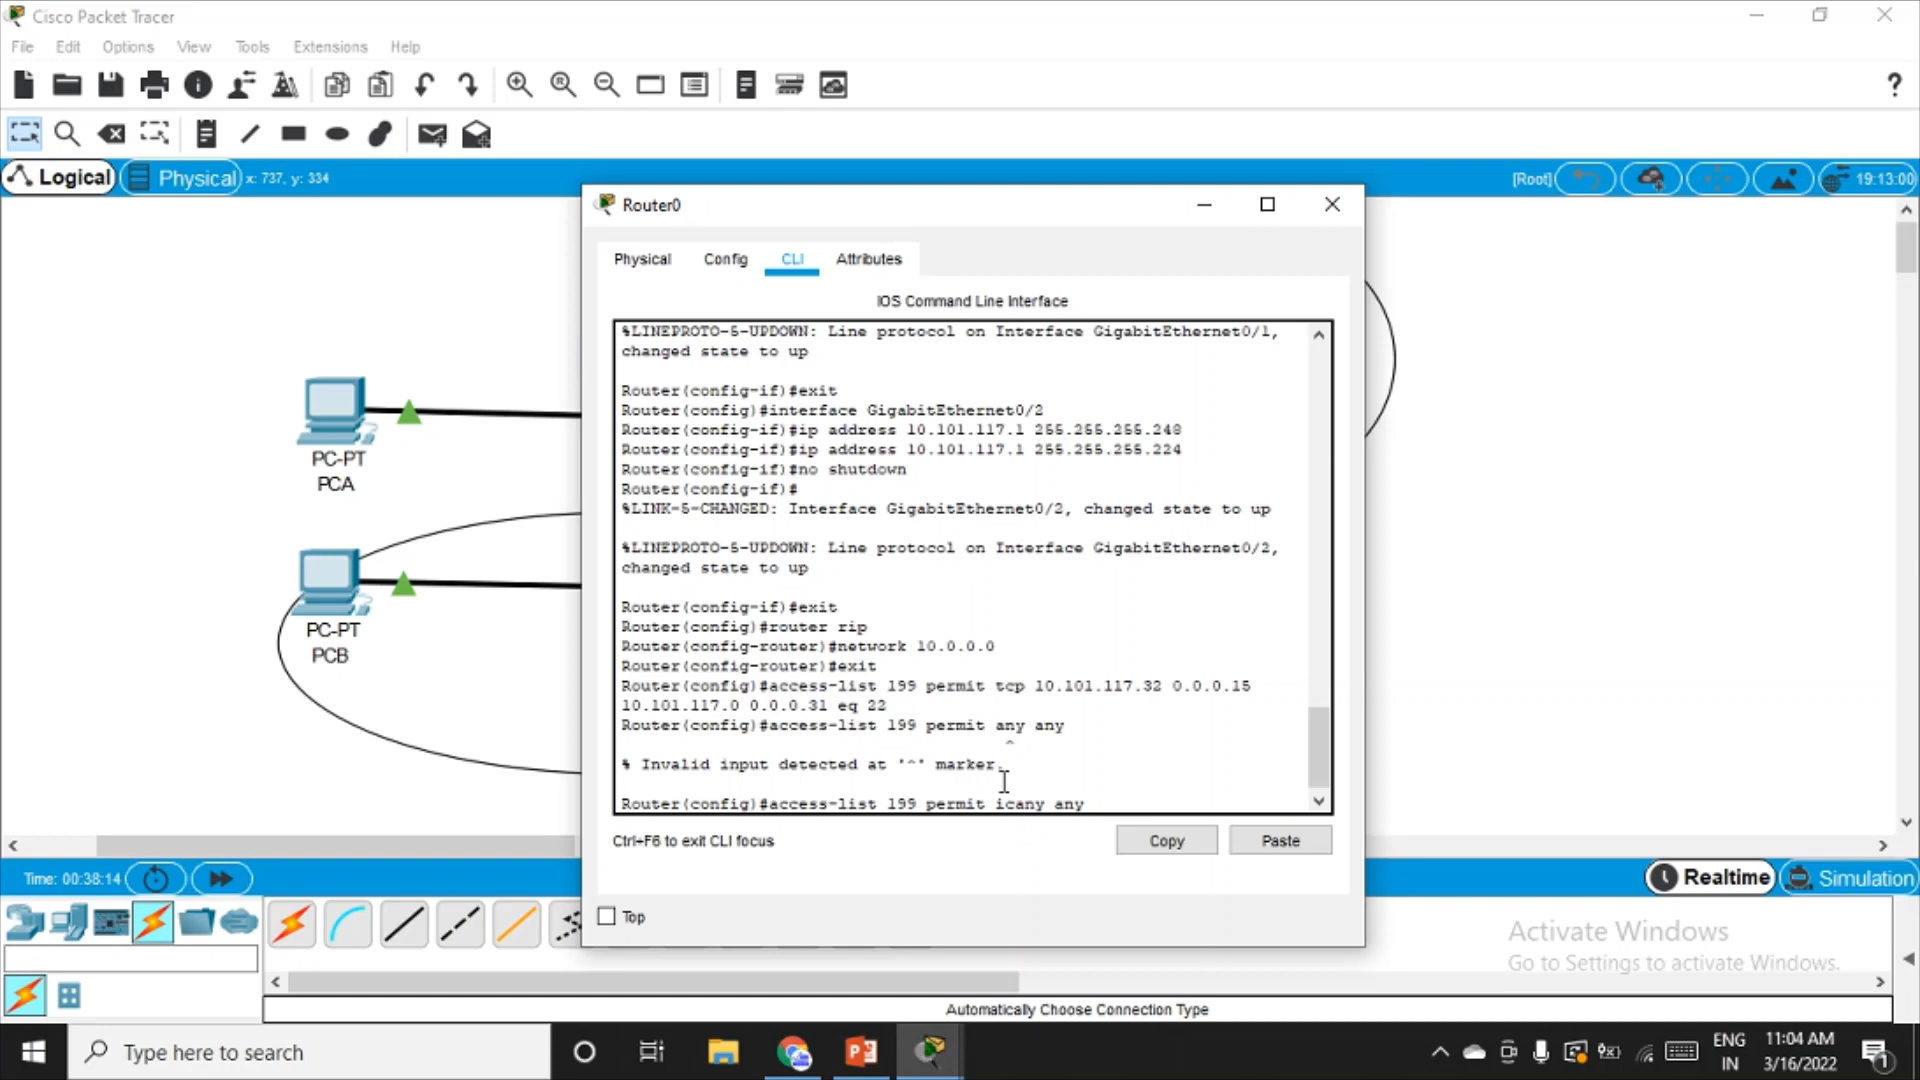 Cisco Packet Tracer
File Edit Options View Tools Extensions Help
?
Logical Physical x: 737, y: 334
[Root] 19:13:00
Router0
Physical Config CLI Attributes
IOS Command Line Interface
%LINEPROTO-5-UPDOWN: Line protocol on Interface GigabitEthernet0/1,
changed state to up
Router(config-if)#exit
Router(config)#interface GigabitEthernet0/2
Router(config-if)#ip address 10.101.117.1 255.255.255.248
Router(config-if)#ip address 10.101.117.1 255.255.255.224
Router(config-if)#no shutdown
Router(config-if)#
%LINK-5-CHANGED: Interface GigabitEthernet0/2, changed state to up
%LINEPROTO-5-UPDOWN: Line protocol on Interface GigabitEthernet0/2,
changed state to up
Router(config-if)#exit
Router(config)#router rip
Router(config-router)#network 10.0.0.0
Router(config-router)#exit
Router(config)#access-list 199 permit tcp 10.101.117.32 0.0.0.15
10.101.117.0 0.0.0.31 eq 22
Router(config)#access-list 199 permit any any
^
% Invalid input detected at '^' marker.
Router(config)#access-list 199 permit icany any
Ctrl+F6 to exit CLI focus
Copy Paste
Top
PC-PT
PCA
PC-PT
PCB
Time: 00:38:14
Realtime Simulation
Activate Windows
Go to Settings to activate Windows.
Automatically Choose Connection Type
Type here to search
ENG
IN
11:04 AM
3/16/2022
1